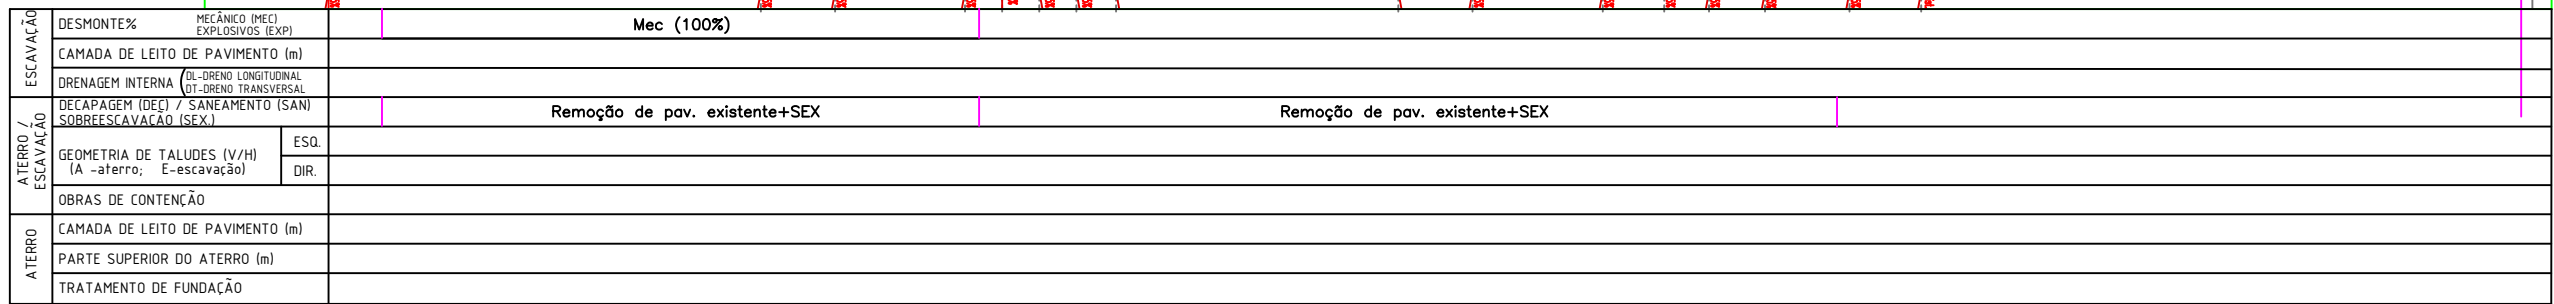 ESCAVAÇÃO
DESMONTE% MECÂNICO (MEC)
EXPLOSIVOS (EXP)
Mec (100%)
CAMADA DE LEITO DE PAVIMENTO (m)
DRENAGEM INTERNA (DL-DRENO LONGITUDINAL
DT-DRENO TRANSVERSAL
ATERRO /
ESCAVAÇÃO
DECAPAGEM (DEC) / SANEAMENTO (SAN)
SOBREESCAVAÇÃO (SEX.)
Remoção de pav. existente+SEX
Remoção de pav. existente+SEX
GEOMETRIA DE TALUDES (V/H)
(A -aterro; E-escavação)
ESQ.
DIR.
OBRAS DE CONTENÇÃO
ATERRO
CAMADA DE LEITO DE PAVIMENTO (m)
PARTE SUPERIOR DO ATERRO (m)
TRATAMENTO DE FUNDAÇÃO